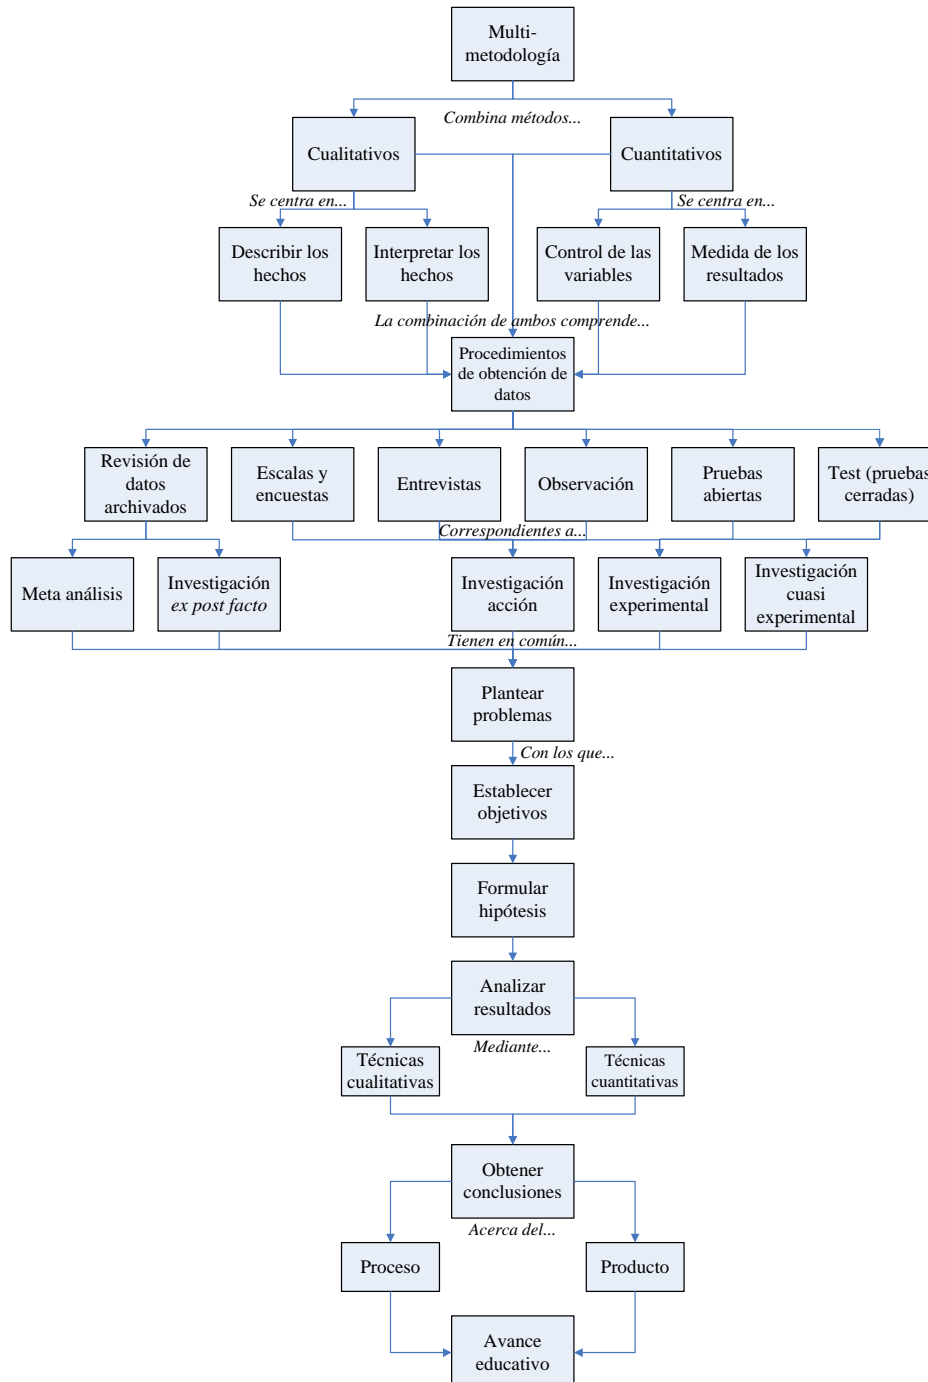 Multi-
metodología
Combina métodos...
Cualitativos
Cuantitativos
Se centra en...
Se centra en...
Describir los
hechos
Interpretar los
hechos
Control de las
variables
Medida de los
resultados
La combinación de ambos comprende...
Procedimientos
de obtención de
datos
Revisión de
datos
archivados
Escalas y
encuestas
Entrevistas
Observación
Pruebas
abiertas
Test (pruebas
cerradas)
Correspondientes a...
Meta análisis
Investigación
ex post facto
Investigación
acción
Investigación
experimental
Investigación
cuasi
experimental
Tienen en común...
Plantear
problemas
Con los que...
Establecer
objetivos
Formular
hipótesis
Analizar
resultados
Mediante...
Técnicas
cualitativas
Técnicas
cuantitativas
Obtener
conclusiones
Acerca del...
Proceso
Producto
Avance
educativo